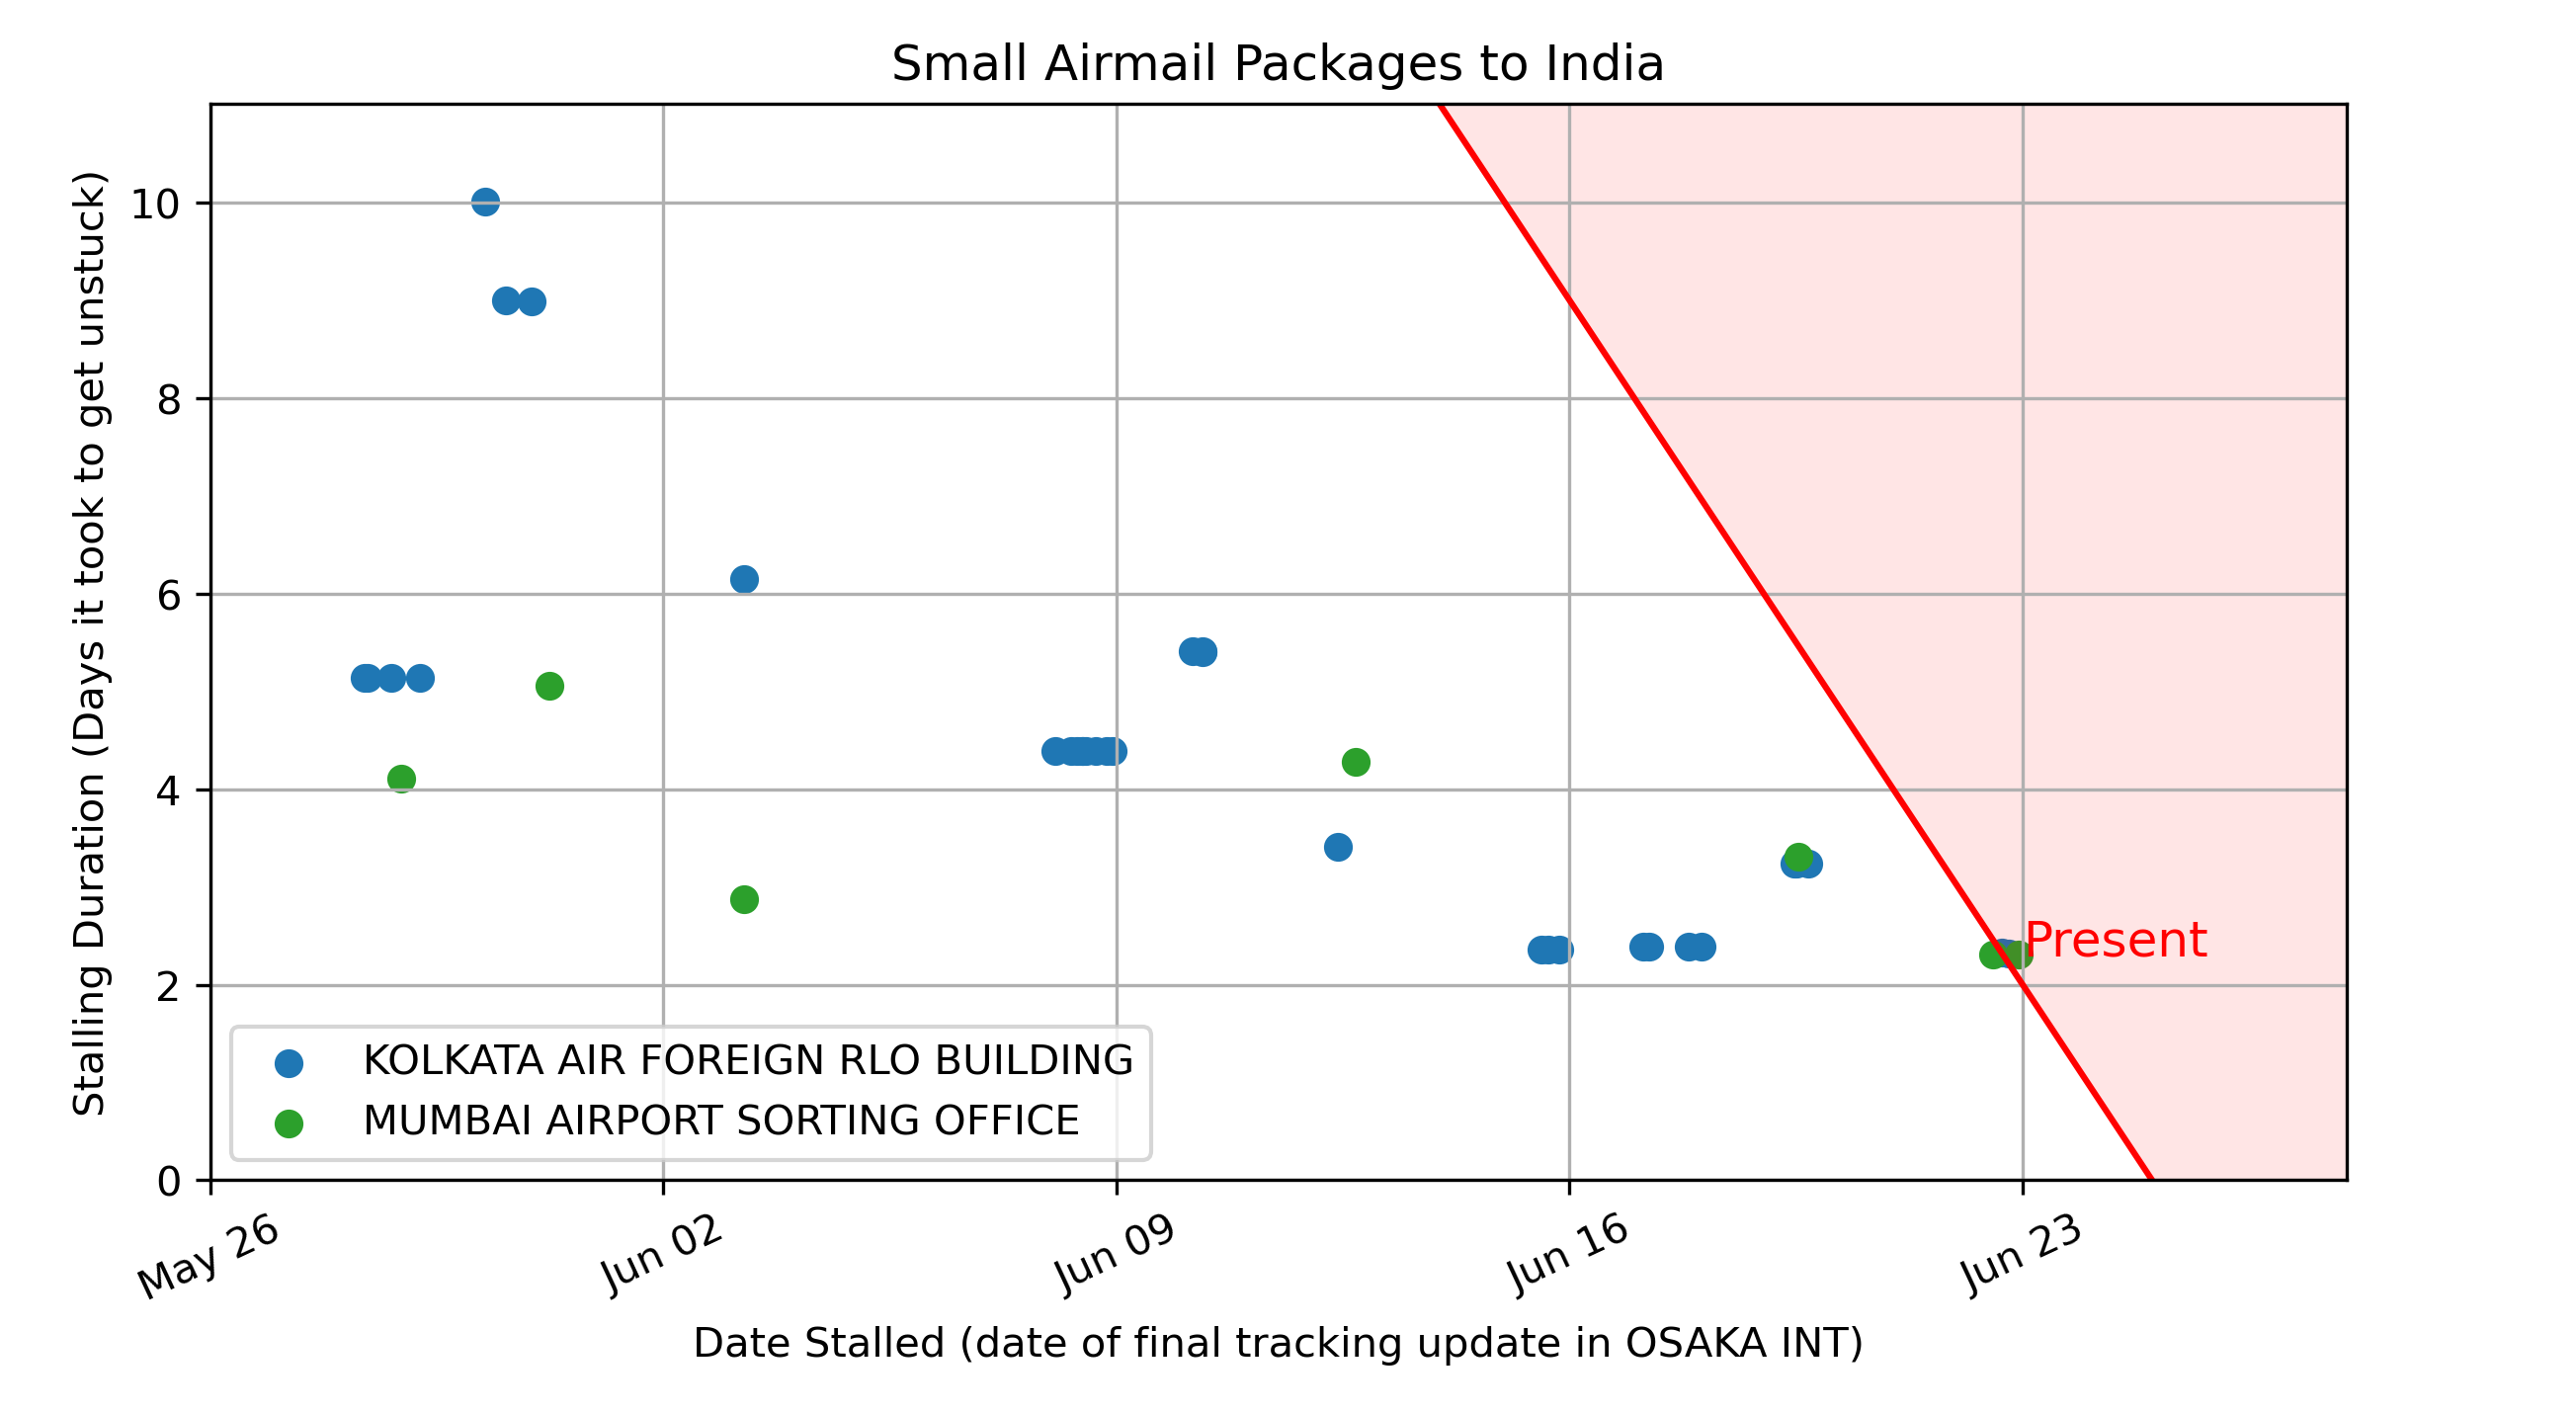 Small Airmail Packages to India
Stalling Duration (Days it took to get unstuck)
10
8
6
4
2
0
Present
KOLKATA AIR FOREIGN RLO BUILDING
MUMBAI AIRPORT SORTING OFFICE
May 26
Jun 02
Jun 09
Jun 16
Jun 23
Date Stalled (date of final tracking update in OSAKA INT)